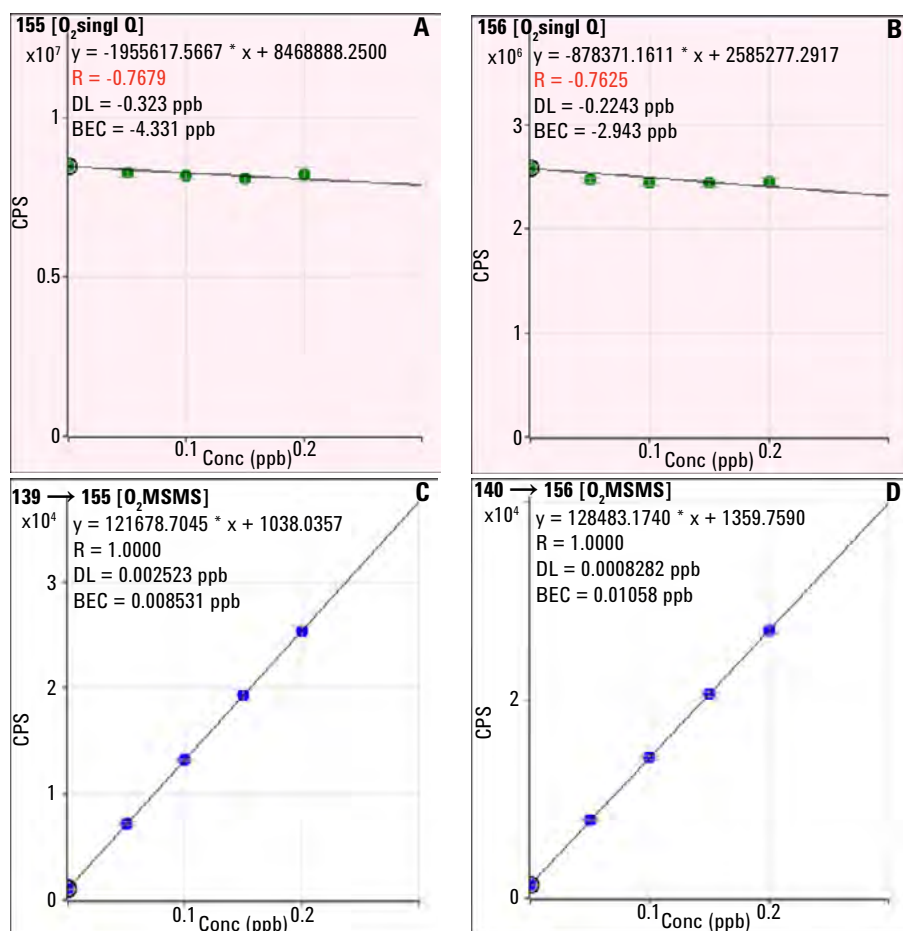 155 [O₂singl Q] A
x10⁷
y = -1955617.5667 * x + 8468888.2500
R = -0.7679
DL = -0.323 ppb
BEC = -4.331 ppb
1
0.5
0
CPS
0.1 0.2
Conc (ppb)
156 [O₂singl Q] B
x10⁶
y = -878371.1611 * x + 2585277.2917
R = -0.7625
DL = -0.2243 ppb
BEC = -2.943 ppb
3
2
1
0
CPS
0.1 0.2
Conc (ppb)
139 → 155 [O₂MSMS] C
x10⁴
y = 121678.7045 * x + 1038.0357
R = 1.0000
DL = 0.002523 ppb
BEC = 0.008531 ppb
3
2
1
0
CPS
0.1 0.2
Conc (ppb)
140 → 156 [O₂MSMS] D
x10⁴
y = 128483.1740 * x + 1359.7590
R = 1.0000
DL = 0.0008282 ppb
BEC = 0.01058 ppb
2
0
CPS
0.1 0.2
Conc (ppb)